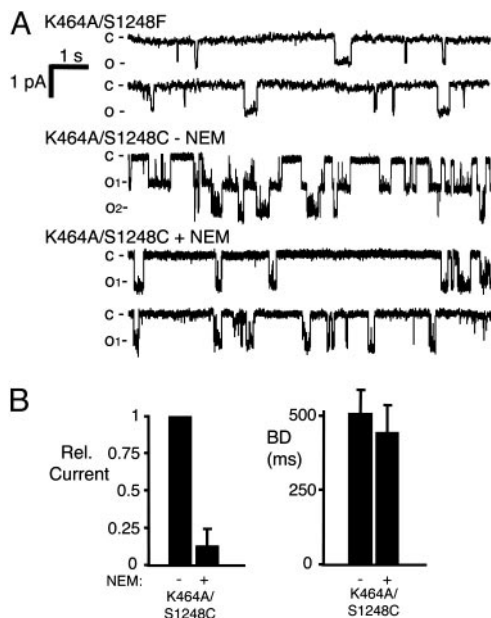 A
K464A/S1248F
1 s
1 pA
C -
O -
C -
O -
K464A/S1248C - NEM
C -
O1 -
O2 -
K464A/S1248C + NEM
C -
O1 -
C -
O1 -
B
1
0.75
0.5
0.25
0
Rel.
Current
NEM: - +
K464A/
S1248C
500
250
0
BD
(ms)
- +
K464A/
S1248C